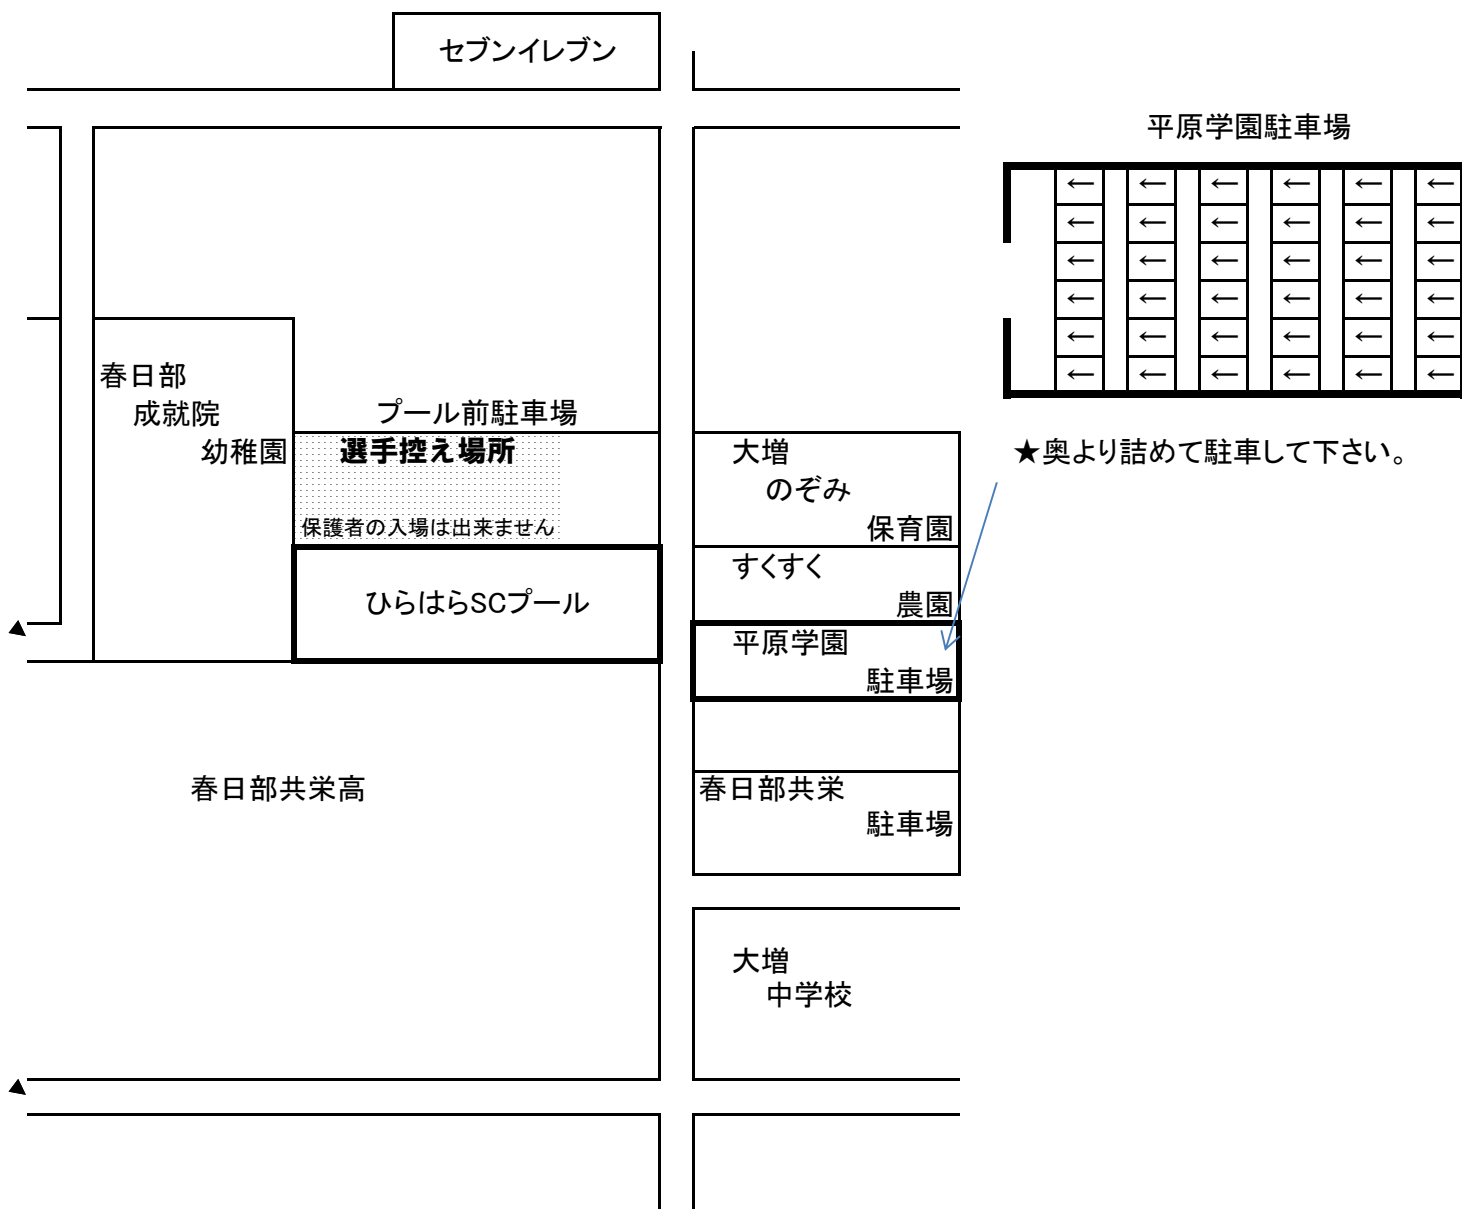 セブンイレブン
平原学園駐車場
← ← ← ← ← ←
← ← ← ← ← ←
← ← ← ← ← ←
← ← ← ← ← ←
← ← ← ← ← ←
← ← ← ← ← ←
★奥より詰めて駐車して下さい。
春日部
成就院
幼稚園
プール前駐車場
選手控え場所
保護者の入場は出来ません
ひらはらSCプール
大増
のぞみ
保育園
すくすく
農園
平原学園
駐車場
春日部共栄高
春日部共栄
駐車場
大増
中学校